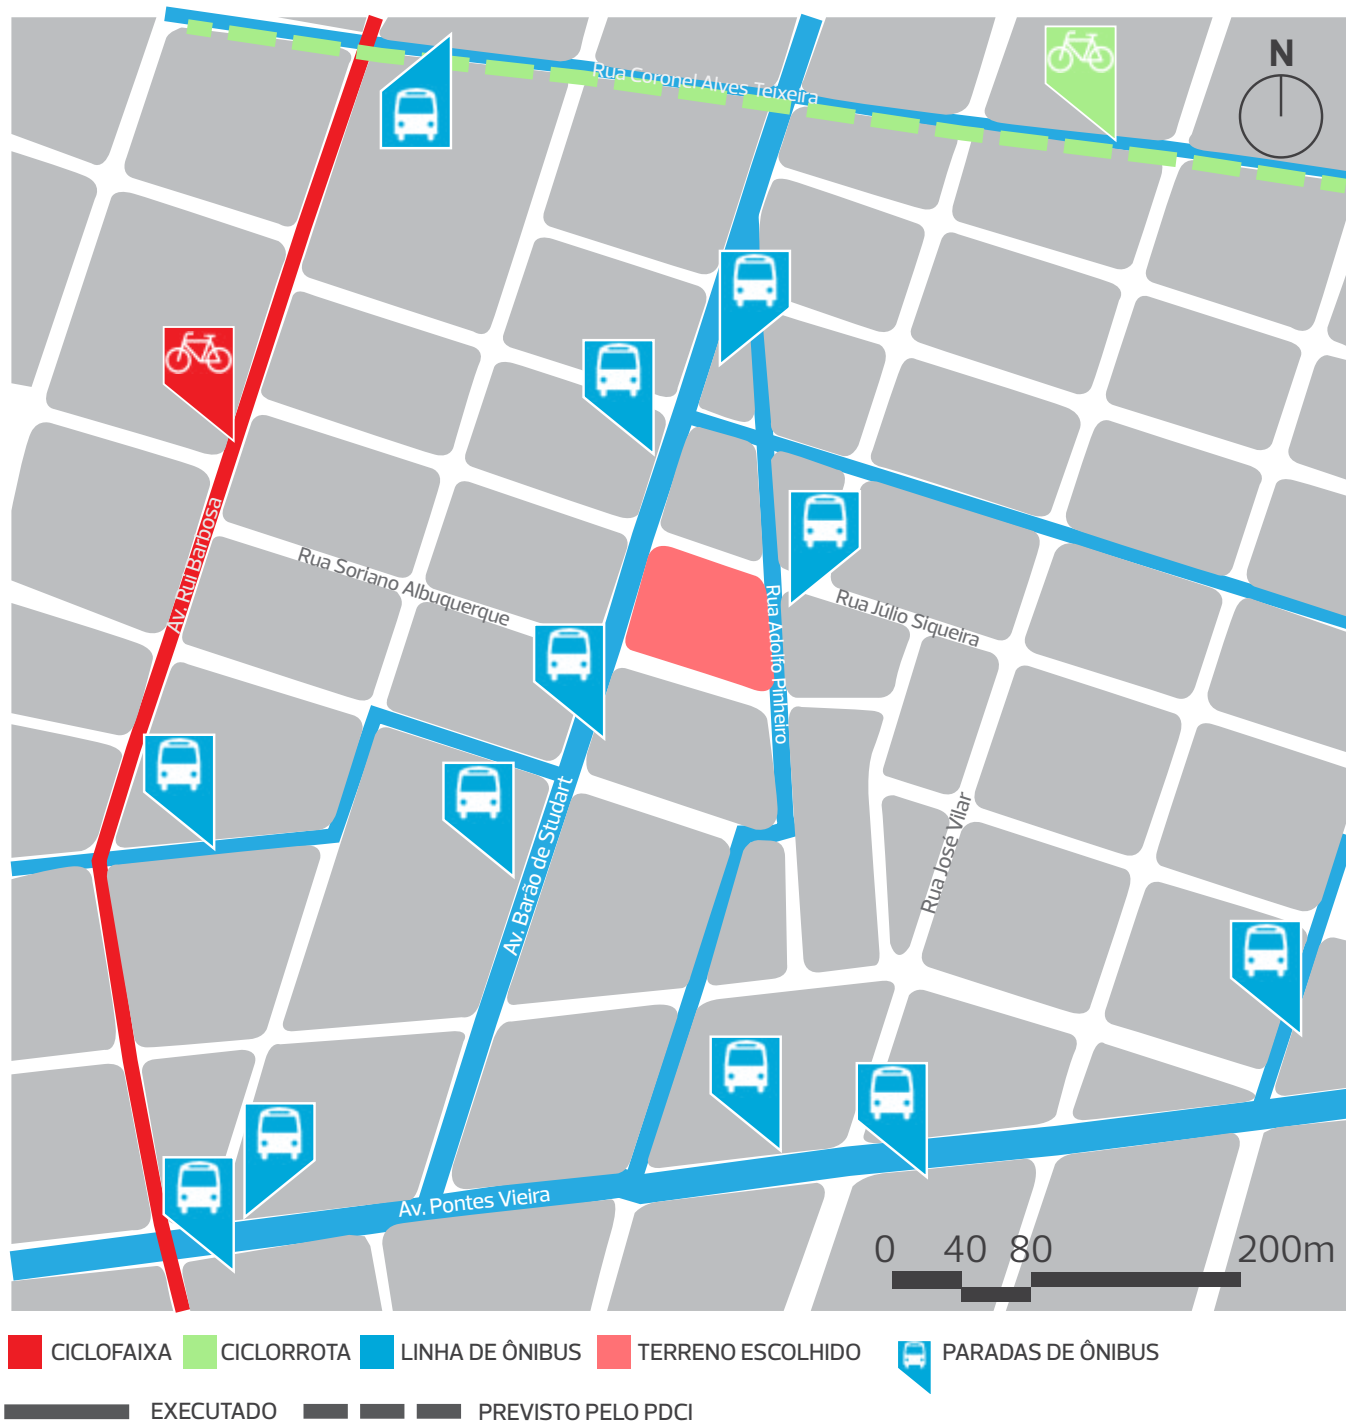 Rua Coronel Alves Teixeira
N
Av. Rui Barbosa
Rua Soriano Albuquerque
Rua Júlio Siqueira
Rua Adolfo Pinheiro
Av. Barão de Studart
Rua José Vilar
Av. Pontes Vieira
0 40 80 200m
CICLOFAIXA CICLORROTA LINHA DE ÔNIBUS TERRENO ESCOLHIDO PARADAS DE ÔNIBUS
EXECUTADO PREVISTO PELO PDCI